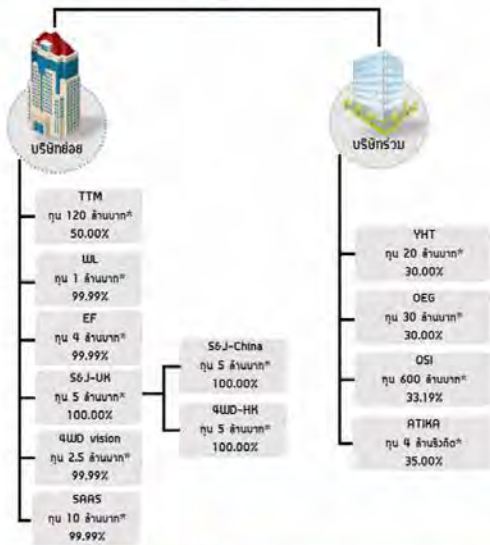 บริษัทย่อย
TTM
ทุน 120 ล้านบาท*
50.00%
WL
ทุน 1 ล้านบาท*
99.99%
EF
ทุน 4 ล้านบาท*
99.99%
S&J-UK
ทุน 5 ล้านบาท*
100.00%
4WD vision
ทุน 2.5 ล้านบาท*
99.99%
SAAS
ทุน 10 ล้านบาท*
99.99%
S&J-China
ทุน 5 ล้านบาท*
100.00%
4WD-HK
ทุน 5 ล้านบาท*
100.00%
บริษัทร่วม
YHT
ทุน 20 ล้านบาท*
30.00%
OEG
ทุน 30 ล้านบาท*
30.00%
OSI
ทุน 600 ล้านบาท*
33.19%
ATIKA
ทุน 4 ล้านริงกิต*
35.00%